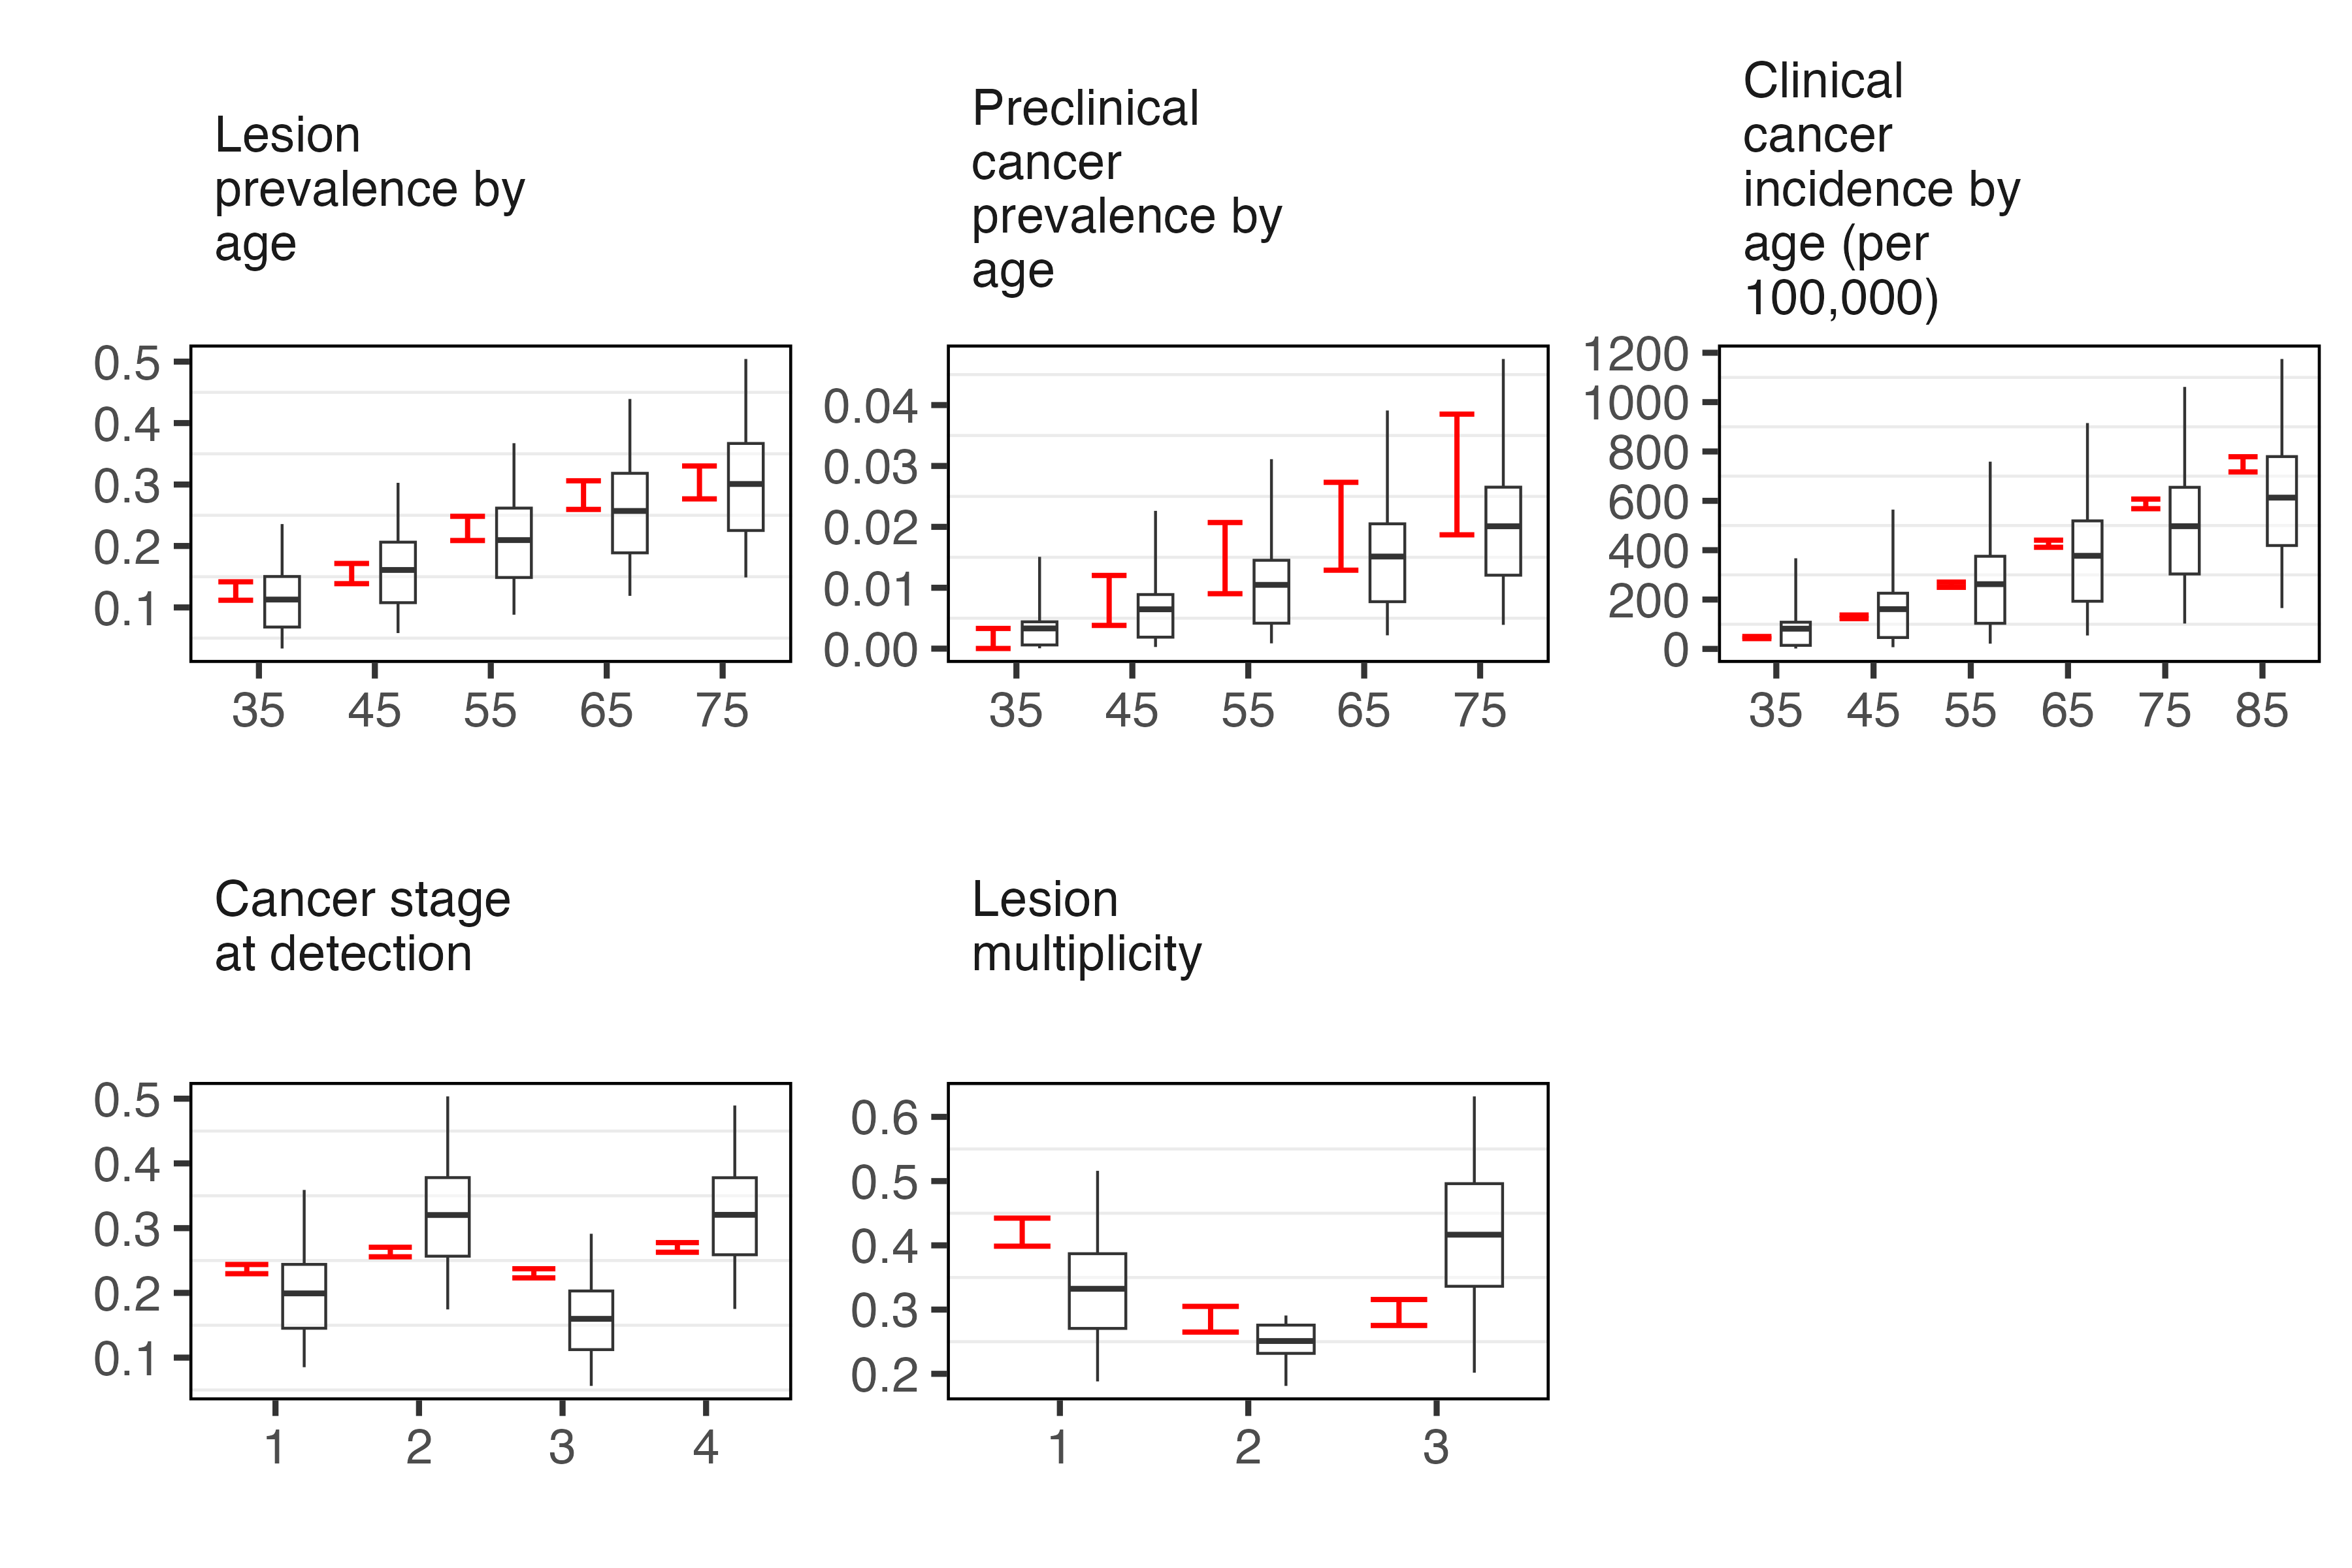 Lesion
prevalence by
age
0.5
0.4
0.3
0.2
0.1
35 45 55 65 75
Preclinical
cancer
prevalence by
age
0.04
0.03
0.02
0.01
0.00
35 45 55 65 75
Clinical
cancer
incidence by
age (per
100,000)
1200
1000
800
600
400
200
0
35 45 55 65 75 85
Cancer stage
at detection
0.5
0.4
0.3
0.2
0.1
1 2 3 4
Lesion
multiplicity
0.6
0.5
0.4
0.3
0.2
1 2 3